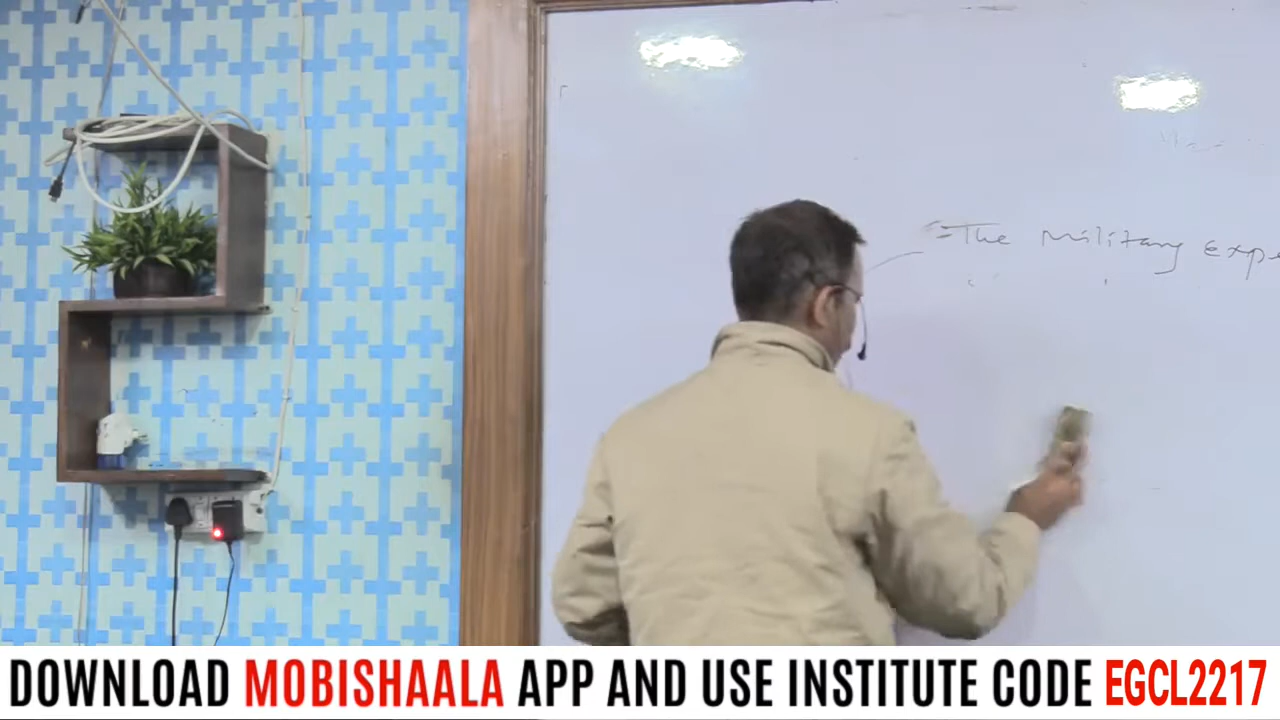 The Military expe
DOWNLOAD MOBISHAALA APP AND USE INSTITUTE CODE EGCL2217